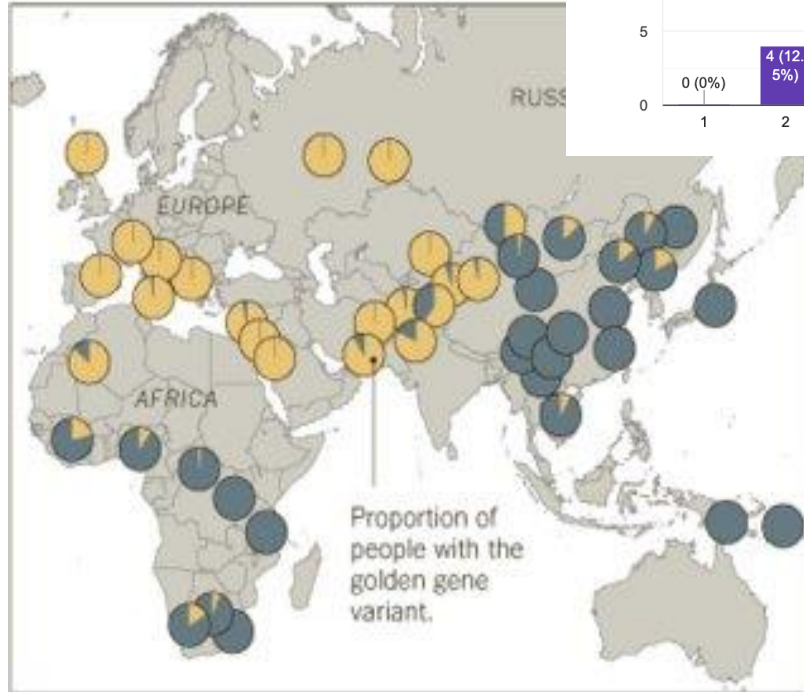 5
4 (12.
5%)
0 (0%)
0
1
2
RUSS
EUROPE
AFRICA
Proportion of
people with the
golden gene
variant.